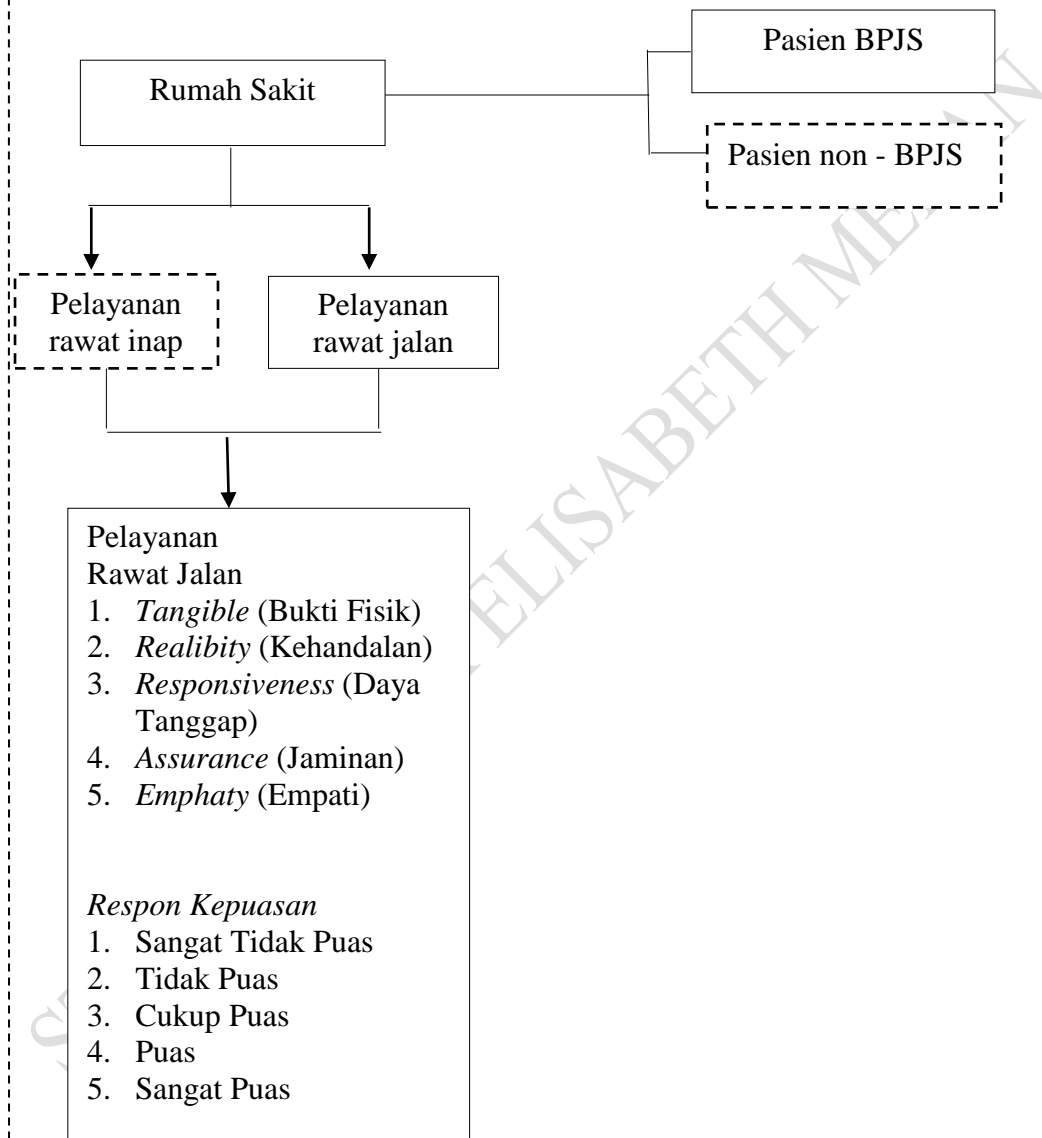 Pasien BPJS
Rumah Sakit
Pasien non - BPJS
Pelayanan
rawat inap
Pelayanan
rawat jalan
Pelayanan
Rawat Jalan
1. Tangible (Bukti Fisik)
2. Realibity (Kehandalan)
3. Responsiveness (Daya
Tanggap)
4. Assurance (Jaminan)
5. Emphaty (Empati)
Respon Kepuasan
1. Sangat Tidak Puas
2. Tidak Puas
3. Cukup Puas
4. Puas
5. Sangat Puas
ELISABETH